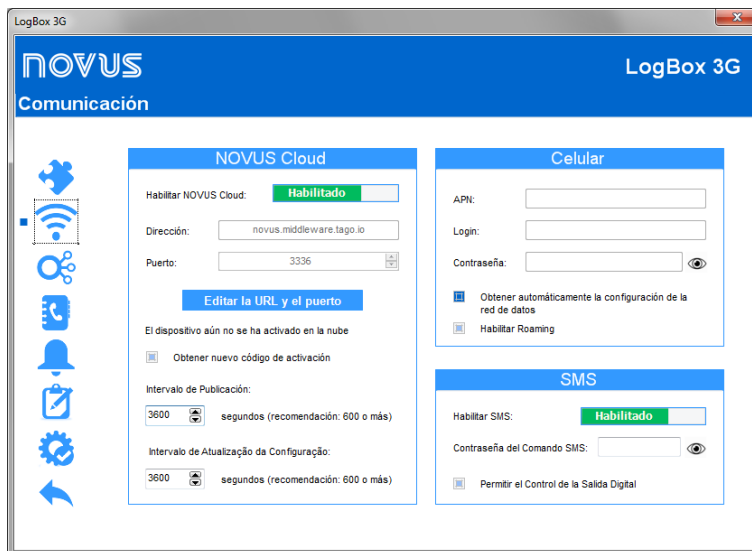 LogBox 3G
NOVUS
LogBox 3G
Comunicación
NOVUS Cloud
Habilitar NOVUS Cloud: Habilitado
Dirección: novus.middleware.tago.io
Puerto: 3336
Editar la URL y el puerto
El dispositivo aún no se ha activado en la nube
Obtener nuevo código de activación
Intervalo de Publicación:
3600 segundos (recomendación: 600 o más)
Intervalo de Atualização da Configuração:
3600 segundos (recomendación: 600 o más)
Celular
APN:
Login:
Contraseña:
Obtener automáticamente la configuración de la
red de datos
Habilitar Roaming
SMS
Habilitar SMS: Habilitado
Contraseña del Comando SMS:
Permitir el Control de la Salida Digital